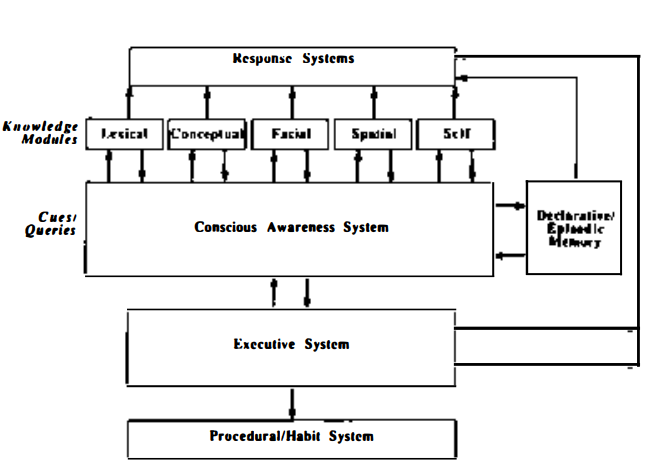 Response Systems
Knowledge
Modules
Lexical Conceptual Facial Spatial Self
Cues/
Queries
Conscious Awareness System
Declarative/
Episodic
Memory
Executive System
Procedural/Habit System